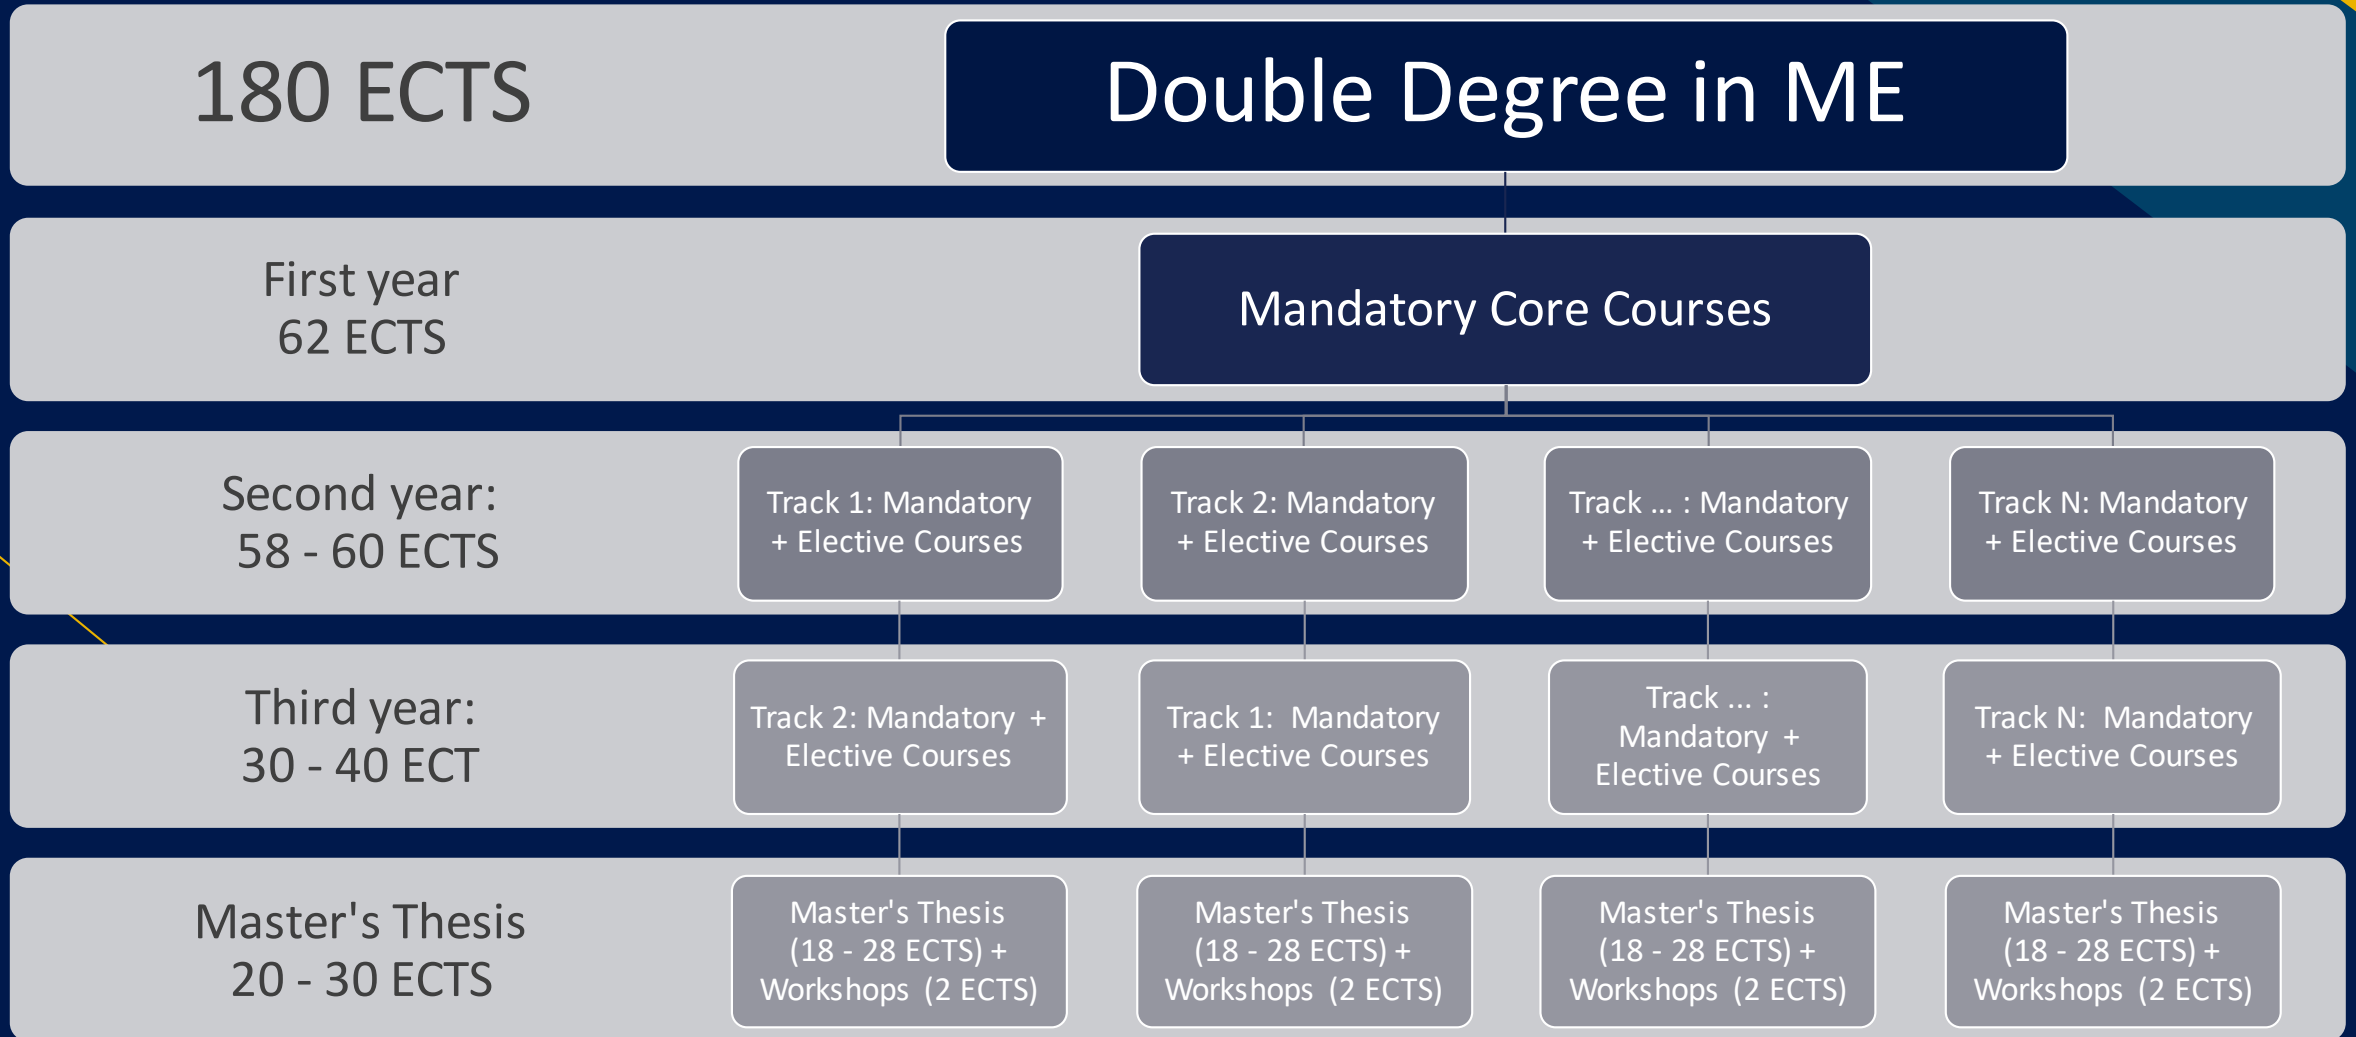 180 ECTS
Double Degree in ME
First year
62 ECTS
Mandatory Core Courses
Second year:
58 - 60 ECTS
Track 1: Mandatory
+ Elective Courses
Track 2: Mandatory
+ Elective Courses
Track ... : Mandatory
+ Elective Courses
Track N: Mandatory
+ Elective Courses
Third year:
30 - 40 ECT
Track 2: Mandatory +
Elective Courses
Track 1: Mandatory
+ Elective Courses
Track ... :
Mandatory +
Elective Courses
Track N: Mandatory
+ Elective Courses
Master's Thesis
20 - 30 ECTS
Master's Thesis
(18 - 28 ECTS) +
Workshops (2 ECTS)
Master's Thesis
(18 - 28 ECTS) +
Workshops (2 ECTS)
Master's Thesis
(18 - 28 ECTS) +
Workshops (2 ECTS)
Master's Thesis
(18 - 28 ECTS) +
Workshops (2 ECTS)